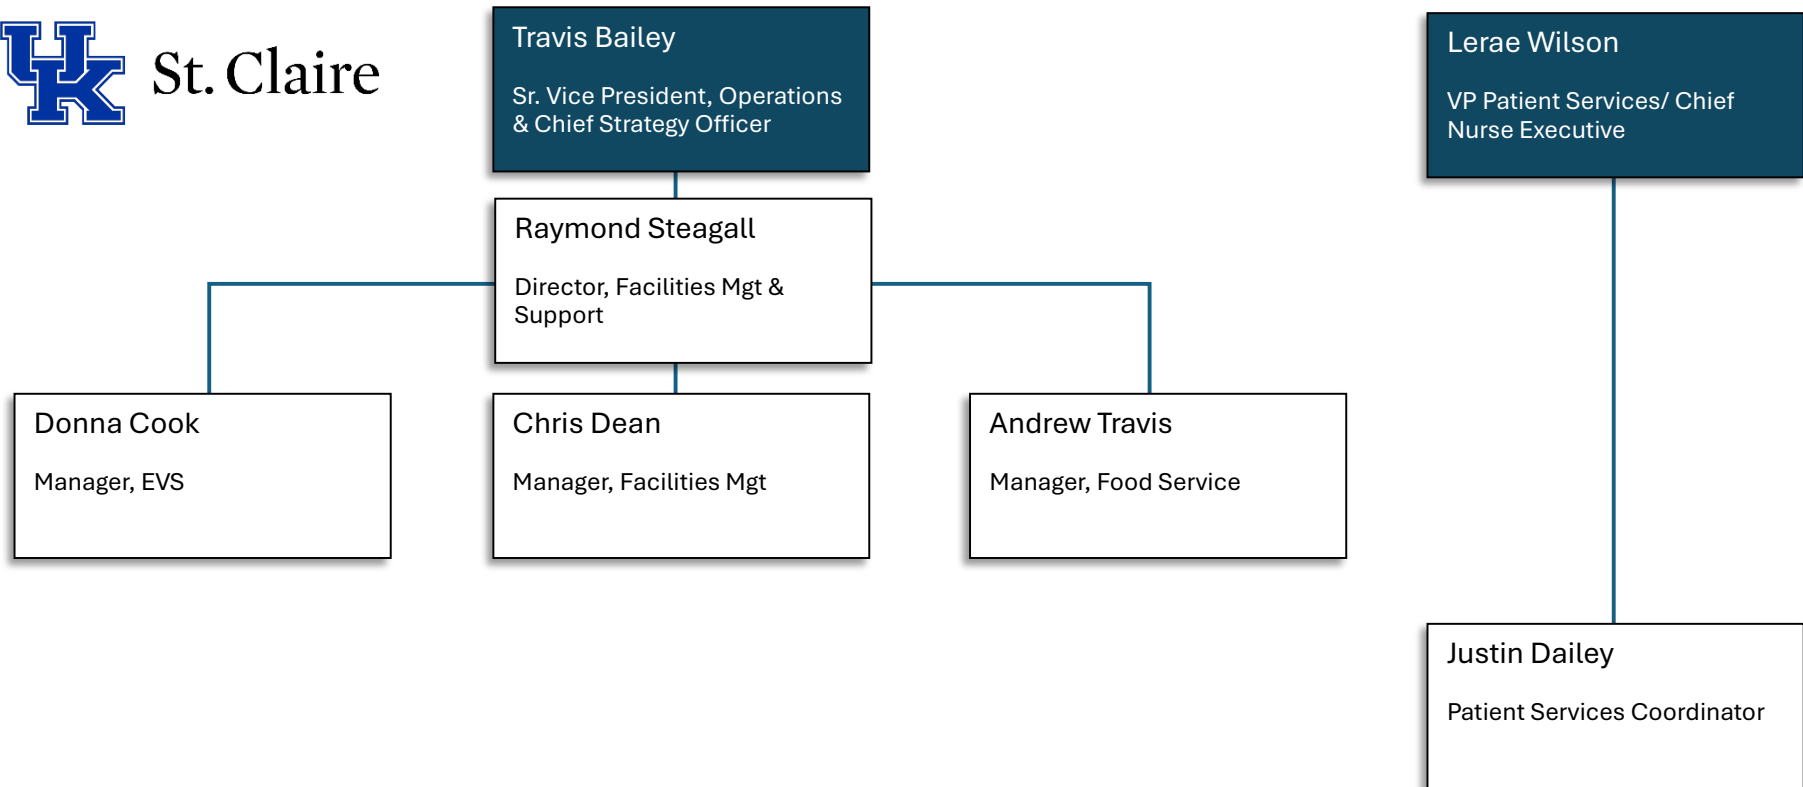 UK St. Claire
Travis Bailey
Sr. Vice President, Operations
& Chief Strategy Officer
Lerae Wilson
VP Patient Services/ Chief
Nurse Executive
Raymond Steagall
Director, Facilities Mgt &
Support
Donna Cook
Manager, EVS
Chris Dean
Manager, Facilities Mgt
Andrew Travis
Manager, Food Service
Justin Dailey
Patient Services Coordinator